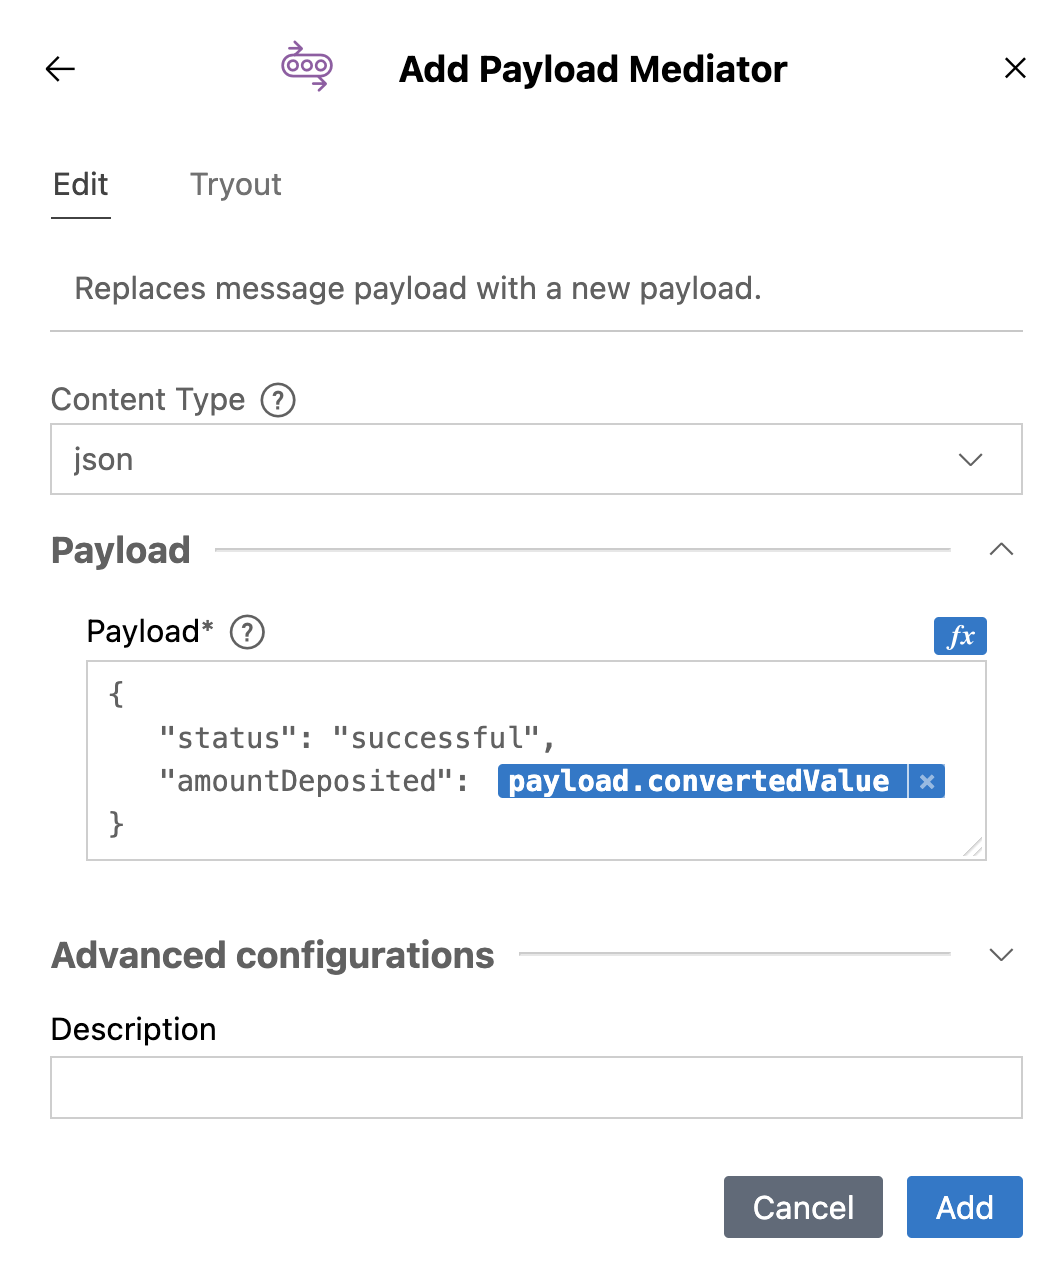 Add Payload Mediator
Edit Tryout
Replaces message payload with a new payload.
Content Type ?
json
Payload
Payload* ? fx
{
"status": "successful",
"amountDeposited": payload.convertedValue ×
}
Advanced configurations
Description
Cancel Add